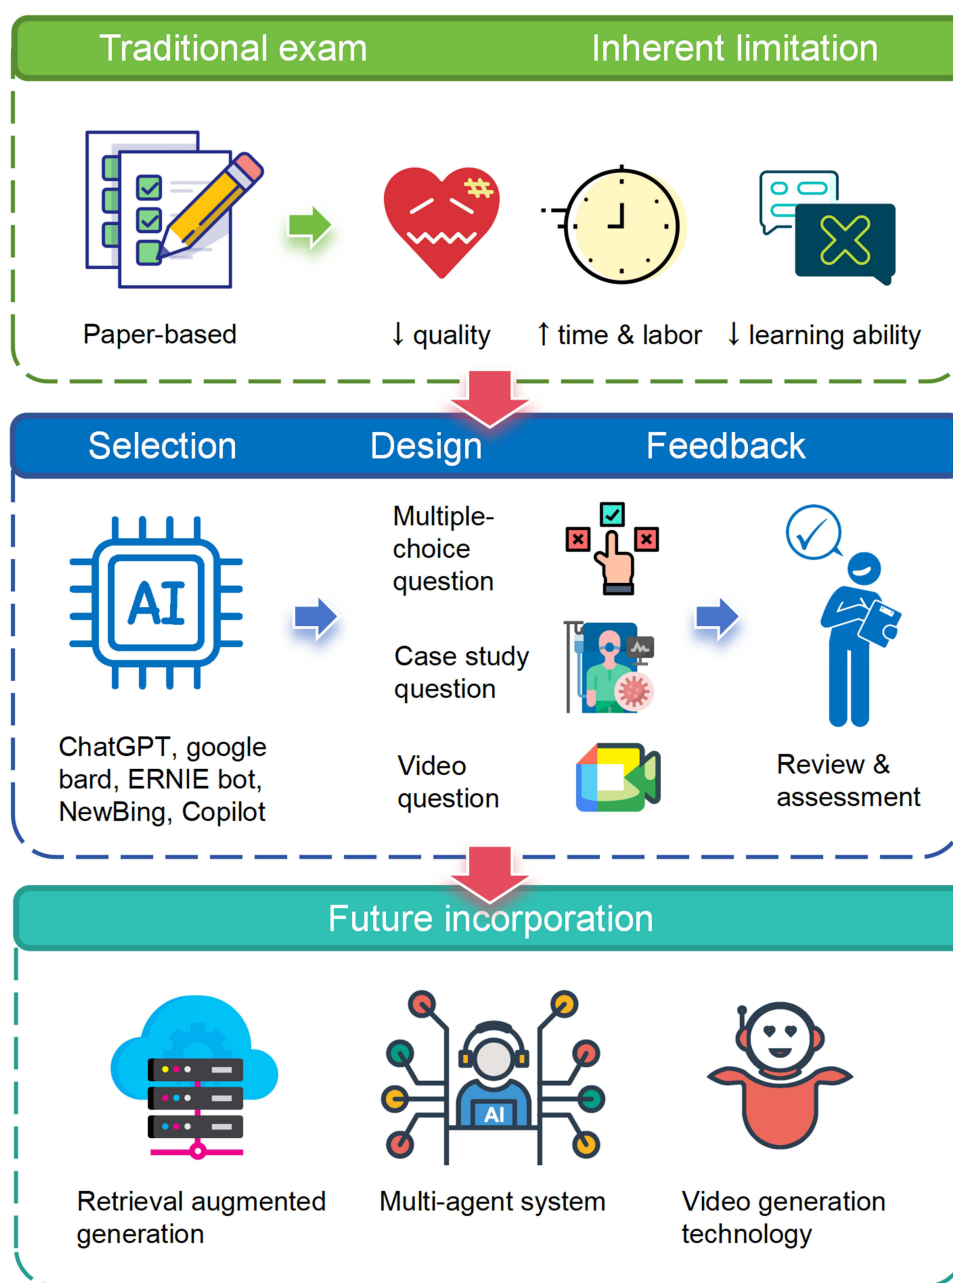 Traditional exam
Inherent limitation
Paper-based
↓ quality
↑ time & labor
↓ learning ability
Selection
Design
Feedback
AI
ChatGPT, google
bard, ERNIE bot,
NewBing, Copilot
Multiple-
choice
question
Case study
question
Video
question
Review &
assessment
Future incorporation
Retrieval augmented
generation
AI
Multi-agent system
Video generation
technology